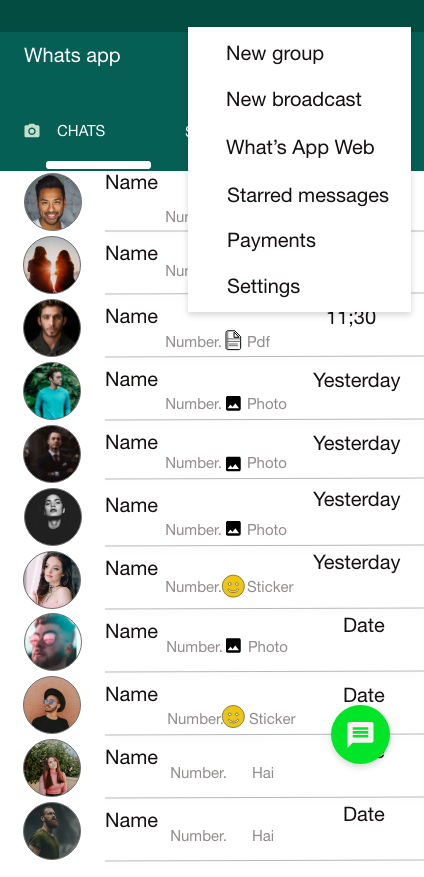 Whats app
New group
New broadcast
CHATS
What's App Web
Name
Starred messages
Name
Payments
Settings
Name 11;30
Number. Pdf
Name Yesterday
Number. Photo
Name Yesterday
Number. Photo
Name Yesterday
Number. Photo
Name Yesterday
Number. Sticker
Name Date
Number. Photo
Name Date
Number. Sticker
Name
Number. Hai
Name Date
Number. Hai